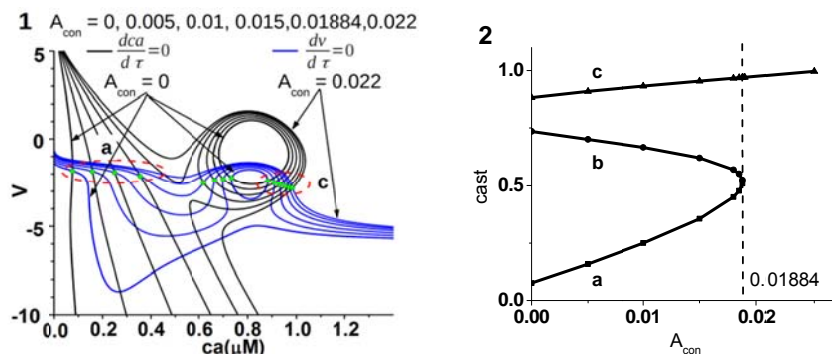 1 A_con = 0, 0.005, 0.01, 0.015,0.01884,0.022
dca/dτ=0 dv/dτ=0
A_con = 0 A_con = 0.022
5
0
-5
-10
V
a
c
0.0 0.2 0.4 0.6 0.8 1.0 1.2
ca(μM)
2
1.0
0.5
0.0
cast
c
b
a
0.01884
0.00 0.01 0.02
A_con